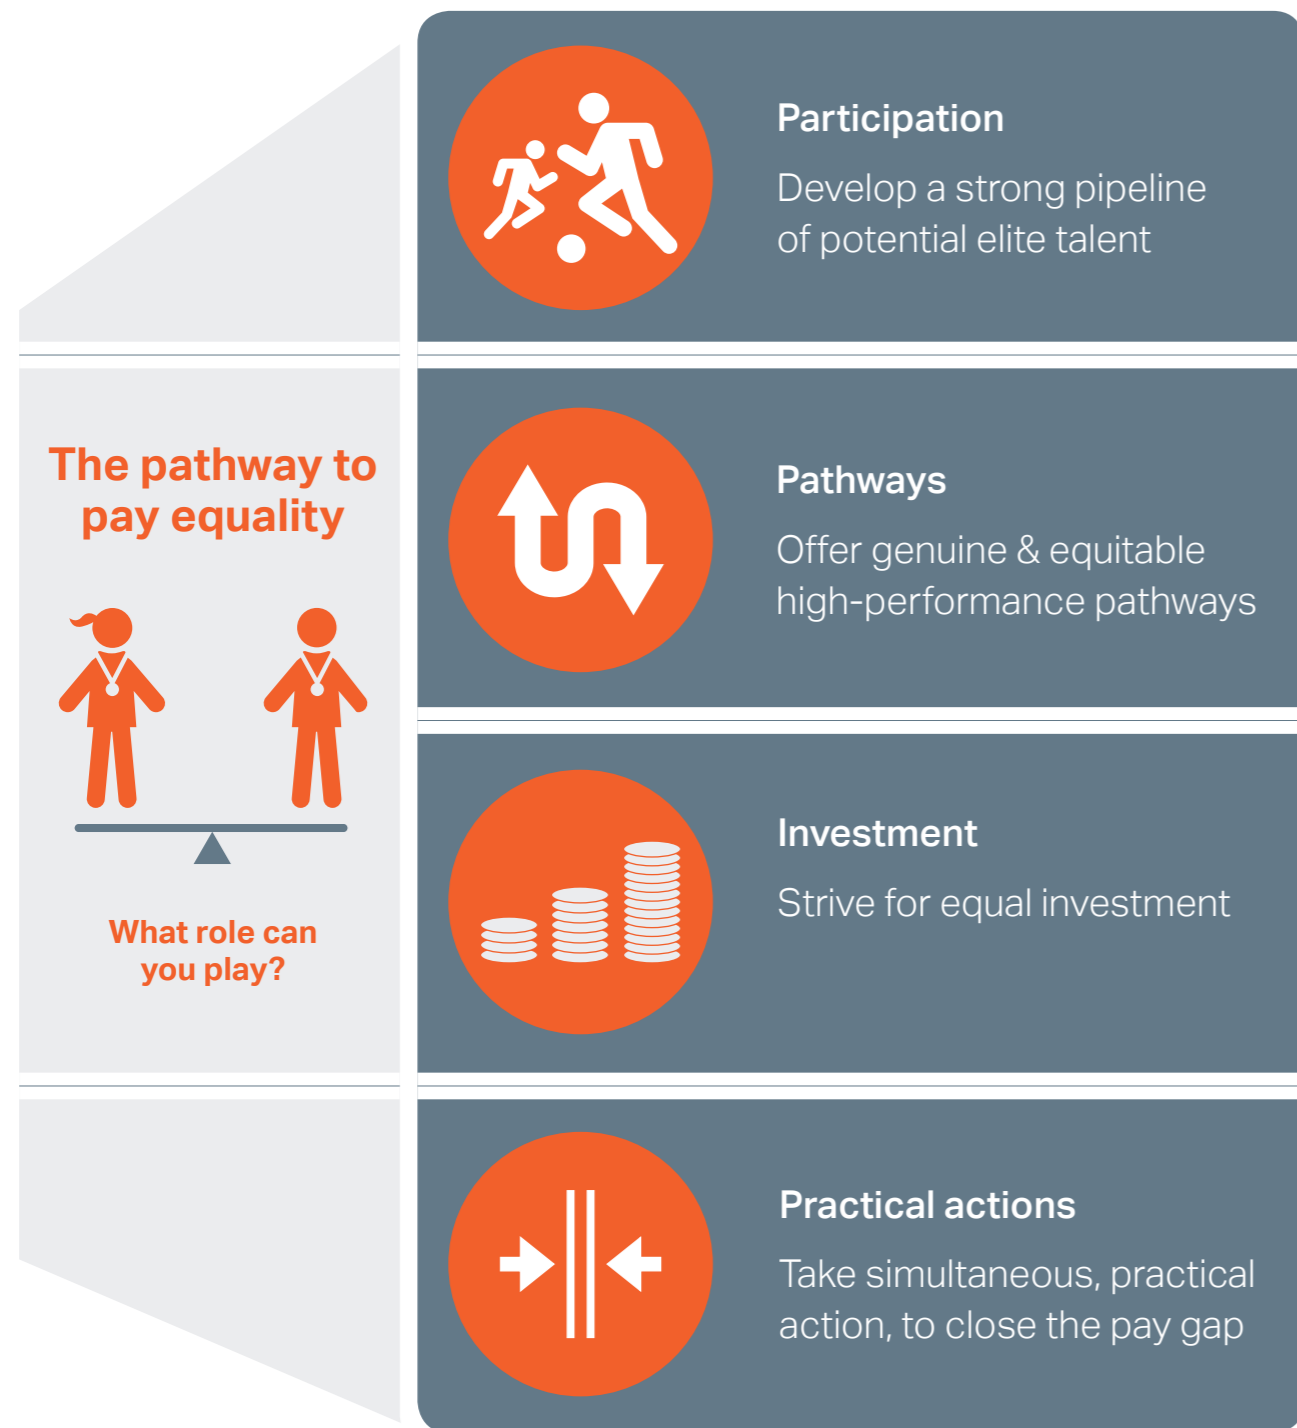 The pathway to
pay equality
What role can
you play?
Participation
Develop a strong pipeline
of potential elite talent
Pathways
Offer genuine & equitable
high-performance pathways
Investment
Strive for equal investment
Practical actions
Take simultaneous, practical
action, to close the pay gap